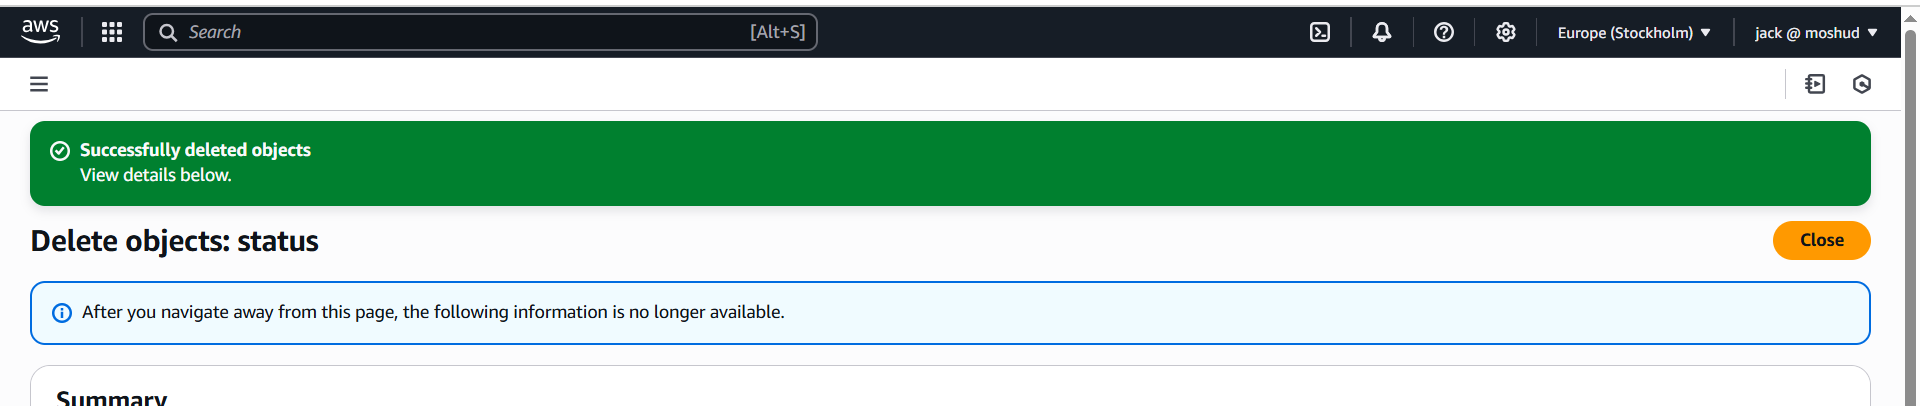 aws
Search [Alt+S]
Europe (Stockholm) ▼
jack @ moshud ▼
Successfully deleted objects
View details below.
Delete objects: status
Close
After you navigate away from this page, the following information is no longer available.
Summary